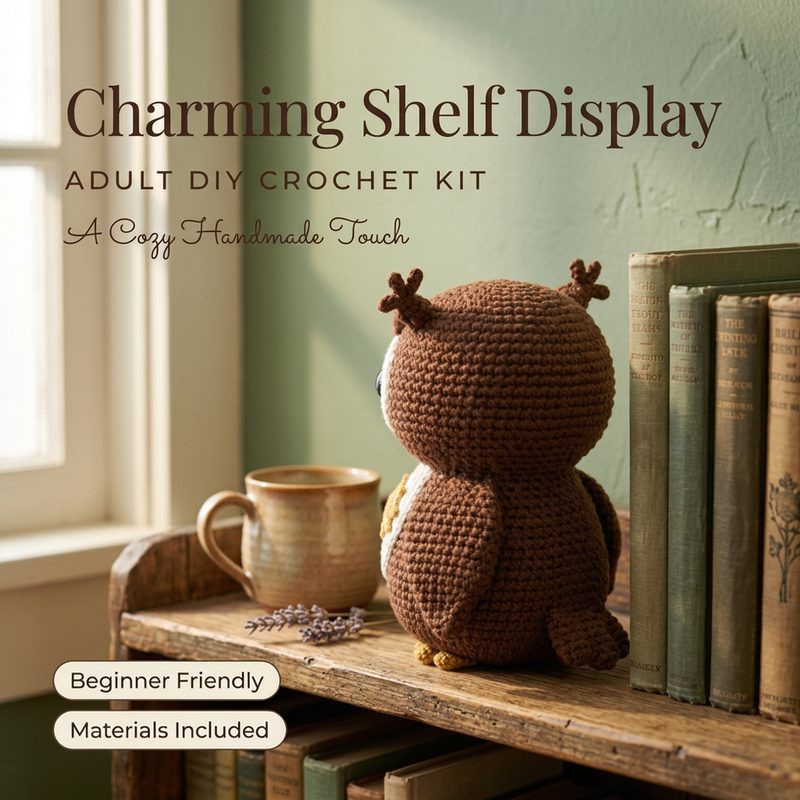 Charming Shelf Display
ADULT DIY CROCHET KIT
A Cozy Handmade Touch
Beginner Friendly
Materials Included